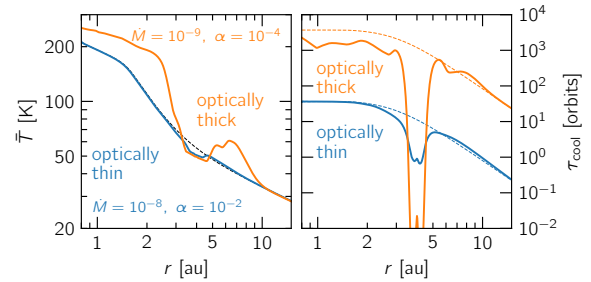 200
100
50
20
T̄ [K]
Ṁ = 10⁻⁹, α = 10⁻⁴
optically
thick
optically
thin
Ṁ = 10⁻⁸, α = 10⁻²
1
2
5
10
r [au]
optically
thick
optically
thin
1
2
5
10
r [au]
10⁴
10³
10²
10¹
10⁰
10⁻¹
10⁻²
τcool [orbits]